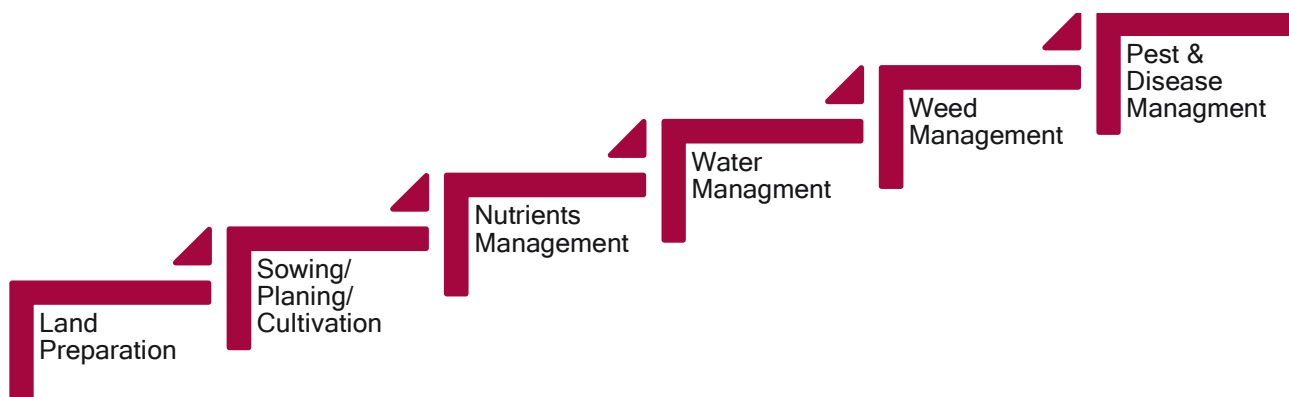 Land
Preparation
Sowing/
Planing/
Cultivation
Nutrients
Management
Water
Managment
Weed
Management
Pest &
Disease
Managment